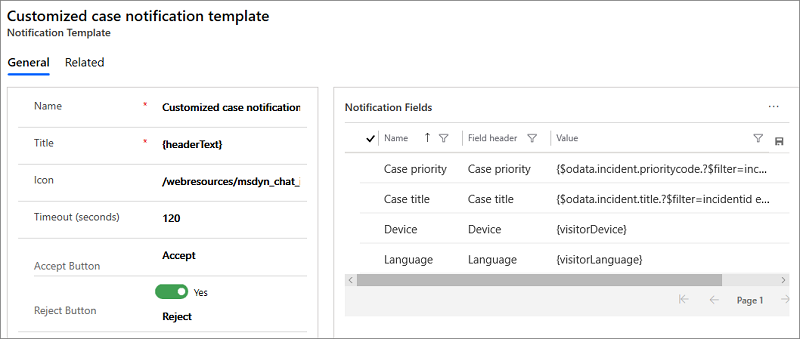 Customized case notification template
Notification Template
General Related
Name * Customized case notification
Title * {headerText}
Icon /webresources/msdyn_chat_i
Timeout (seconds) 120
Accept Button Accept
Yes
Reject Button Reject
Notification Fields ...
Name ↑ Field header Value
Case priority Case priority {$odata.incident.prioritycode.?$filter=inc...
Case title Case title {$odata.incident.title.?$filter=incidentid e...
Device Device {visitorDevice}
Language Language {visitorLanguage}
Page 1